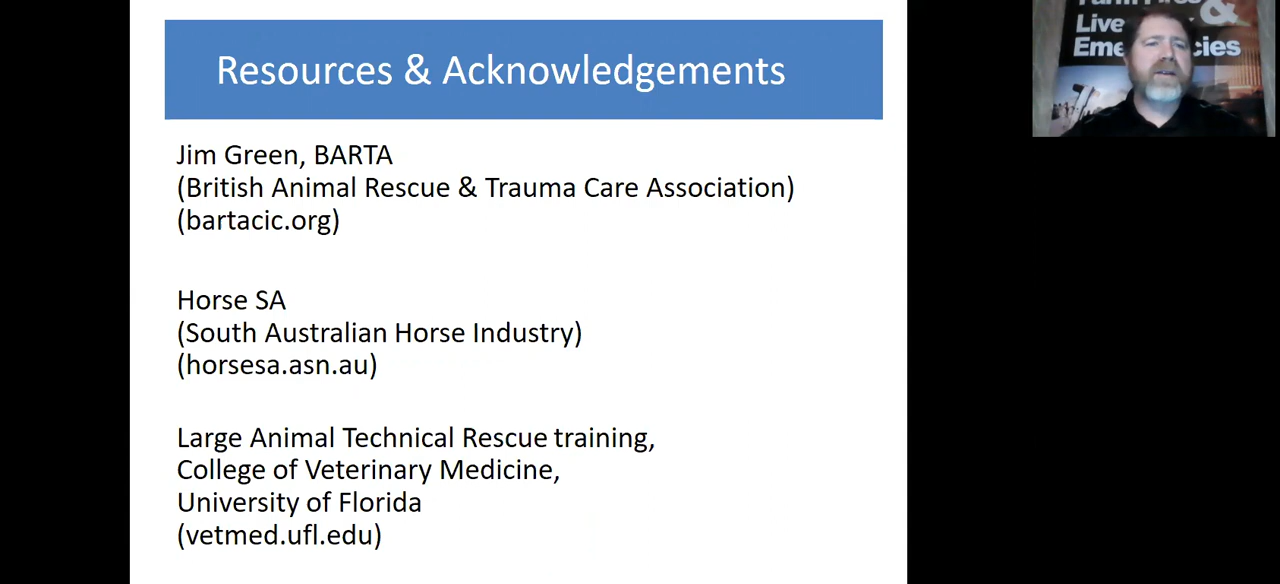 Resources & Acknowledgements
Jim Green, BARTA
(British Animal Rescue & Trauma Care Association)
(bartacic.org)
Horse SA
(South Australian Horse Industry)
(horsesa.asn.au)
Large Animal Technical Rescue training,
College of Veterinary Medicine,
University of Florida
(vetmed.ufl.edu)
&
Live
Eme cies